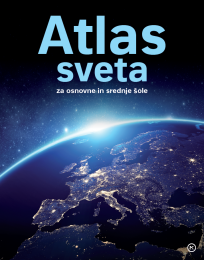 Atlas
sveta
za osnovne in srednje šole